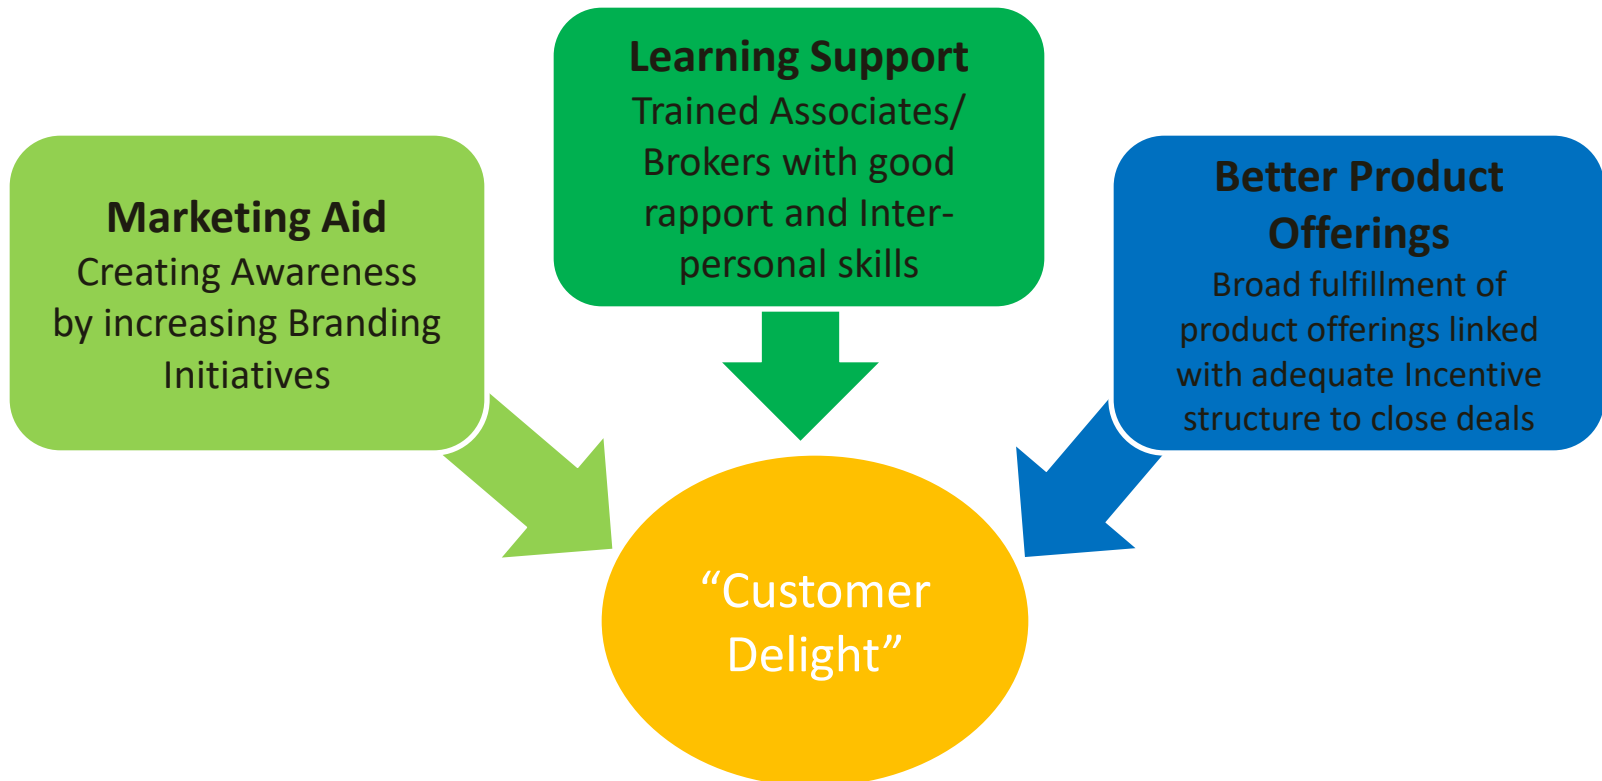 Marketing Aid
Creating Awareness
by increasing Branding
Initiatives
Learning Support
Trained Associates/
Brokers with good
rapport and Inter-
personal skills
Better Product
Offerings
Broad fulfillment of
product offerings linked
with adequate Incentive
structure to close deals
“Customer
Delight”